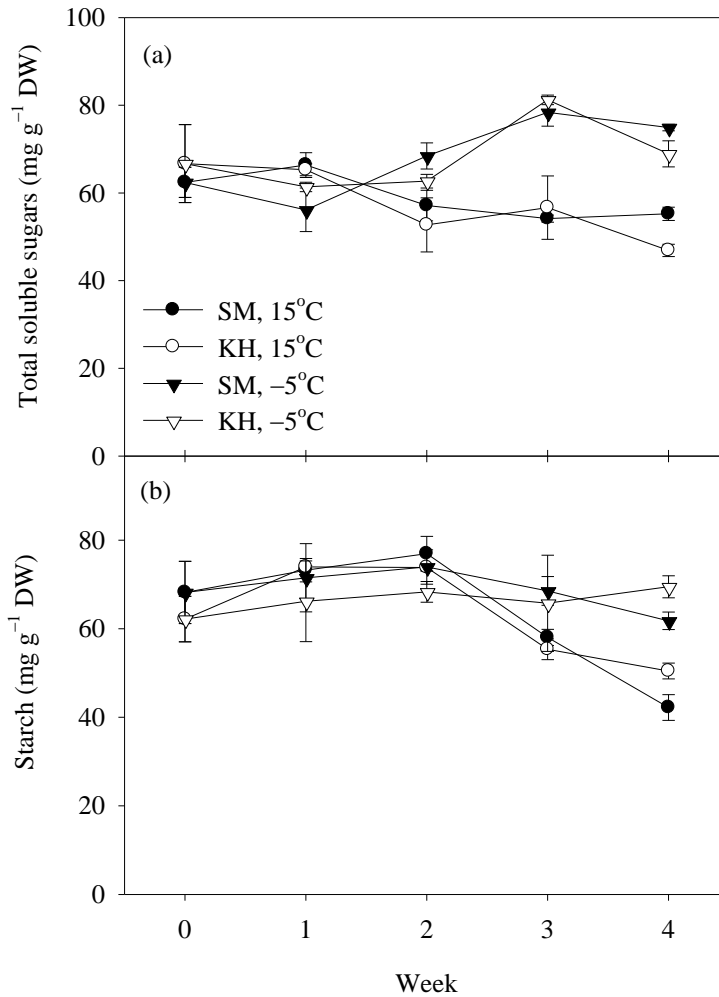 100
(a)
80
60
40
20
0
Total soluble sugars (mg g⁻¹ DW)
SM, 15°C
KH, 15°C
SM, –5°C
KH, –5°C
(b)
80
60
40
20
0
Starch (mg g⁻¹ DW)
0 1 2 3 4
Week